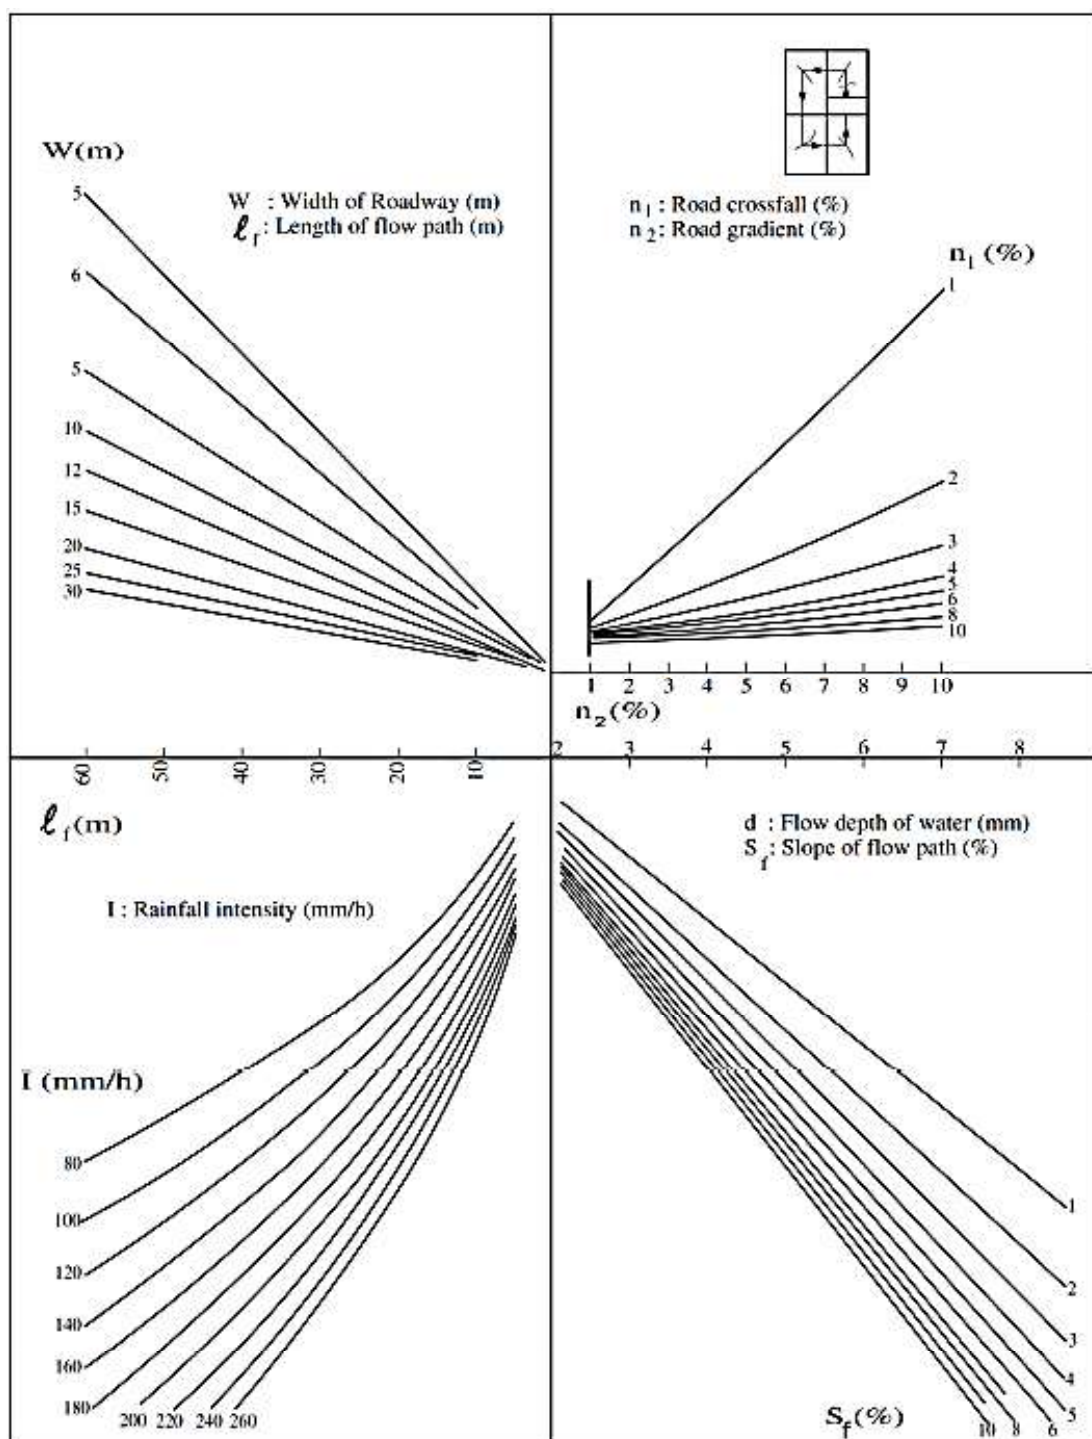 W(m)
5
6
5
10
12
15
20
25
30
W : Width of Roadway (m)
ℓf: Length of flow path (m)
n1 : Road crossfall (%)
n2 : Road gradient (%)
n1 (%)
1
2
3
4
5
6
8
10
1 2 3 4 5 6 7 8 9 10
n2 (%)
2 3 4 5 6 7 8
60 50 40 30 20 10
ℓf(m)
d : Flow depth of water (mm)
Sf: Slope of flow path (%)
I : Rainfall intensity (mm/h)
I (mm/h)
80
100
120
140
160
180 200 220 240 260
1
2
3
4
5
Sf(%)
10 8 6